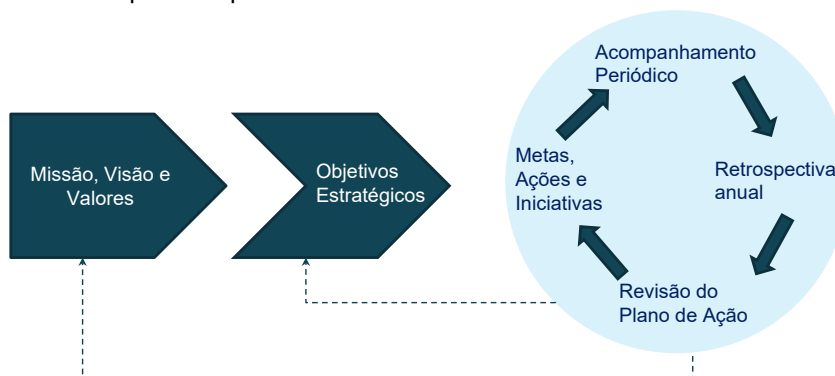 Missão, Visão e
Valores
Objetivos
Estratégicos
Acompanhamento
Periódico
Metas,
Ações e
Iniciativas
Retrospectiva
anual
Revisão do
Plano de Ação